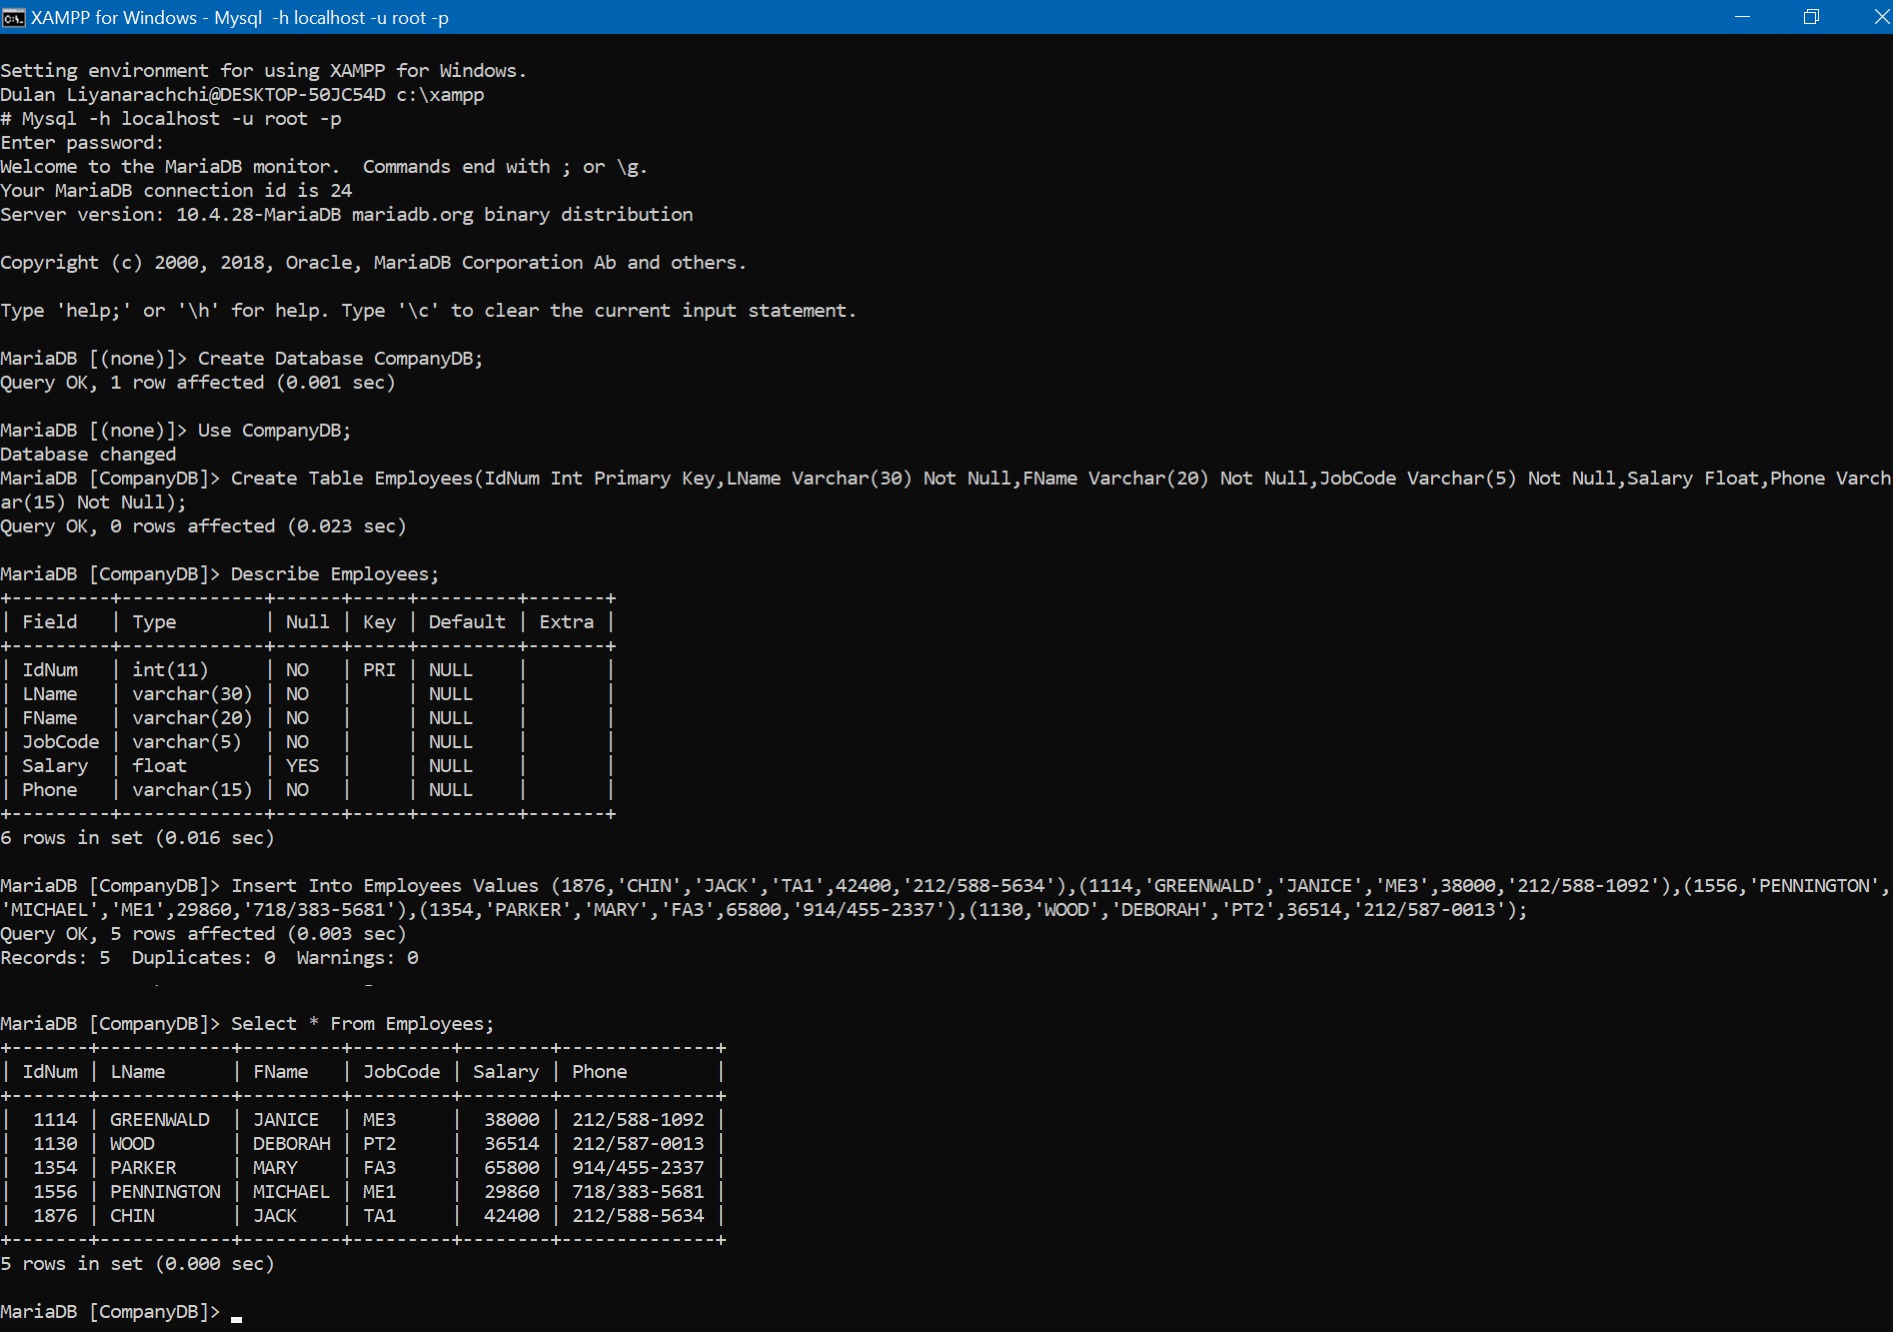 XAMPP for Windows - Mysql  -h localhost -u root -p
Setting environment for using XAMPP for Windows.
Dulan Liyanarachchi@DESKTOP-50JC54D c:\xampp
# Mysql -h localhost -u root -p
Enter password:
Welcome to the MariaDB monitor.  Commands end with ; or \g.
Your MariaDB connection id is 24
Server version: 10.4.28-MariaDB mariadb.org binary distribution
Copyright (c) 2000, 2018, Oracle, MariaDB Corporation Ab and others.
Type 'help;' or '\h' for help. Type '\c' to clear the current input statement.
MariaDB [(none)]> Create Database CompanyDB;
Query OK, 1 row affected (0.001 sec)
MariaDB [(none)]> Use CompanyDB;
Database changed
MariaDB [CompanyDB]> Create Table Employees(IdNum Int Primary Key,LName Varchar(30) Not Null,FName Varchar(20) Not Null,JobCode Varchar(5) Not Null,Salary Float,Phone Varch
ar(15) Not Null);
Query OK, 0 rows affected (0.023 sec)
MariaDB [CompanyDB]> Describe Employees;
+---------+-------------+------+-----+---------+-------+
| Field   | Type        | Null | Key | Default | Extra |
+---------+-------------+------+-----+---------+-------+
| IdNum   | int(11)     | NO   | PRI | NULL    |       |
| LName   | varchar(30) | NO   |     | NULL    |       |
| FName   | varchar(20) | NO   |     | NULL    |       |
| JobCode | varchar(5)  | NO   |     | NULL    |       |
| Salary  | float       | YES  |     | NULL    |       |
| Phone   | varchar(15) | NO   |     | NULL    |       |
+---------+-------------+------+-----+---------+-------+
6 rows in set (0.016 sec)
MariaDB [CompanyDB]> Insert Into Employees Values (1876,'CHIN','JACK','TA1',42400,'212/588-5634'),(1114,'GREENWALD','JANICE','ME3',38000,'212/588-1092'),(1556,'PENNINGTON',
'MICHAEL','ME1',29860,'718/383-5681'),(1354,'PARKER','MARY','FA3',65800,'914/455-2337'),(1130,'WOOD','DEBORAH','PT2',36514,'212/587-0013');
Query OK, 5 rows affected (0.003 sec)
Records: 5  Duplicates: 0  Warnings: 0
MariaDB [CompanyDB]> Select * From Employees;
+-------+------------+---------+---------+--------+--------------+
| IdNum | LName      | FName   | JobCode | Salary | Phone        |
+-------+------------+---------+---------+--------+--------------+
|  1114 | GREENWALD  | JANICE  | ME3     |  38000 | 212/588-1092 |
|  1130 | WOOD       | DEBORAH | PT2     |  36514 | 212/587-0013 |
|  1354 | PARKER     | MARY    | FA3     |  65800 | 914/455-2337 |
|  1556 | PENNINGTON | MICHAEL | ME1     |  29860 | 718/383-5681 |
|  1876 | CHIN       | JACK    | TA1     |  42400 | 212/588-5634 |
+-------+------------+---------+---------+--------+--------------+
5 rows in set (0.000 sec)
MariaDB [CompanyDB]>